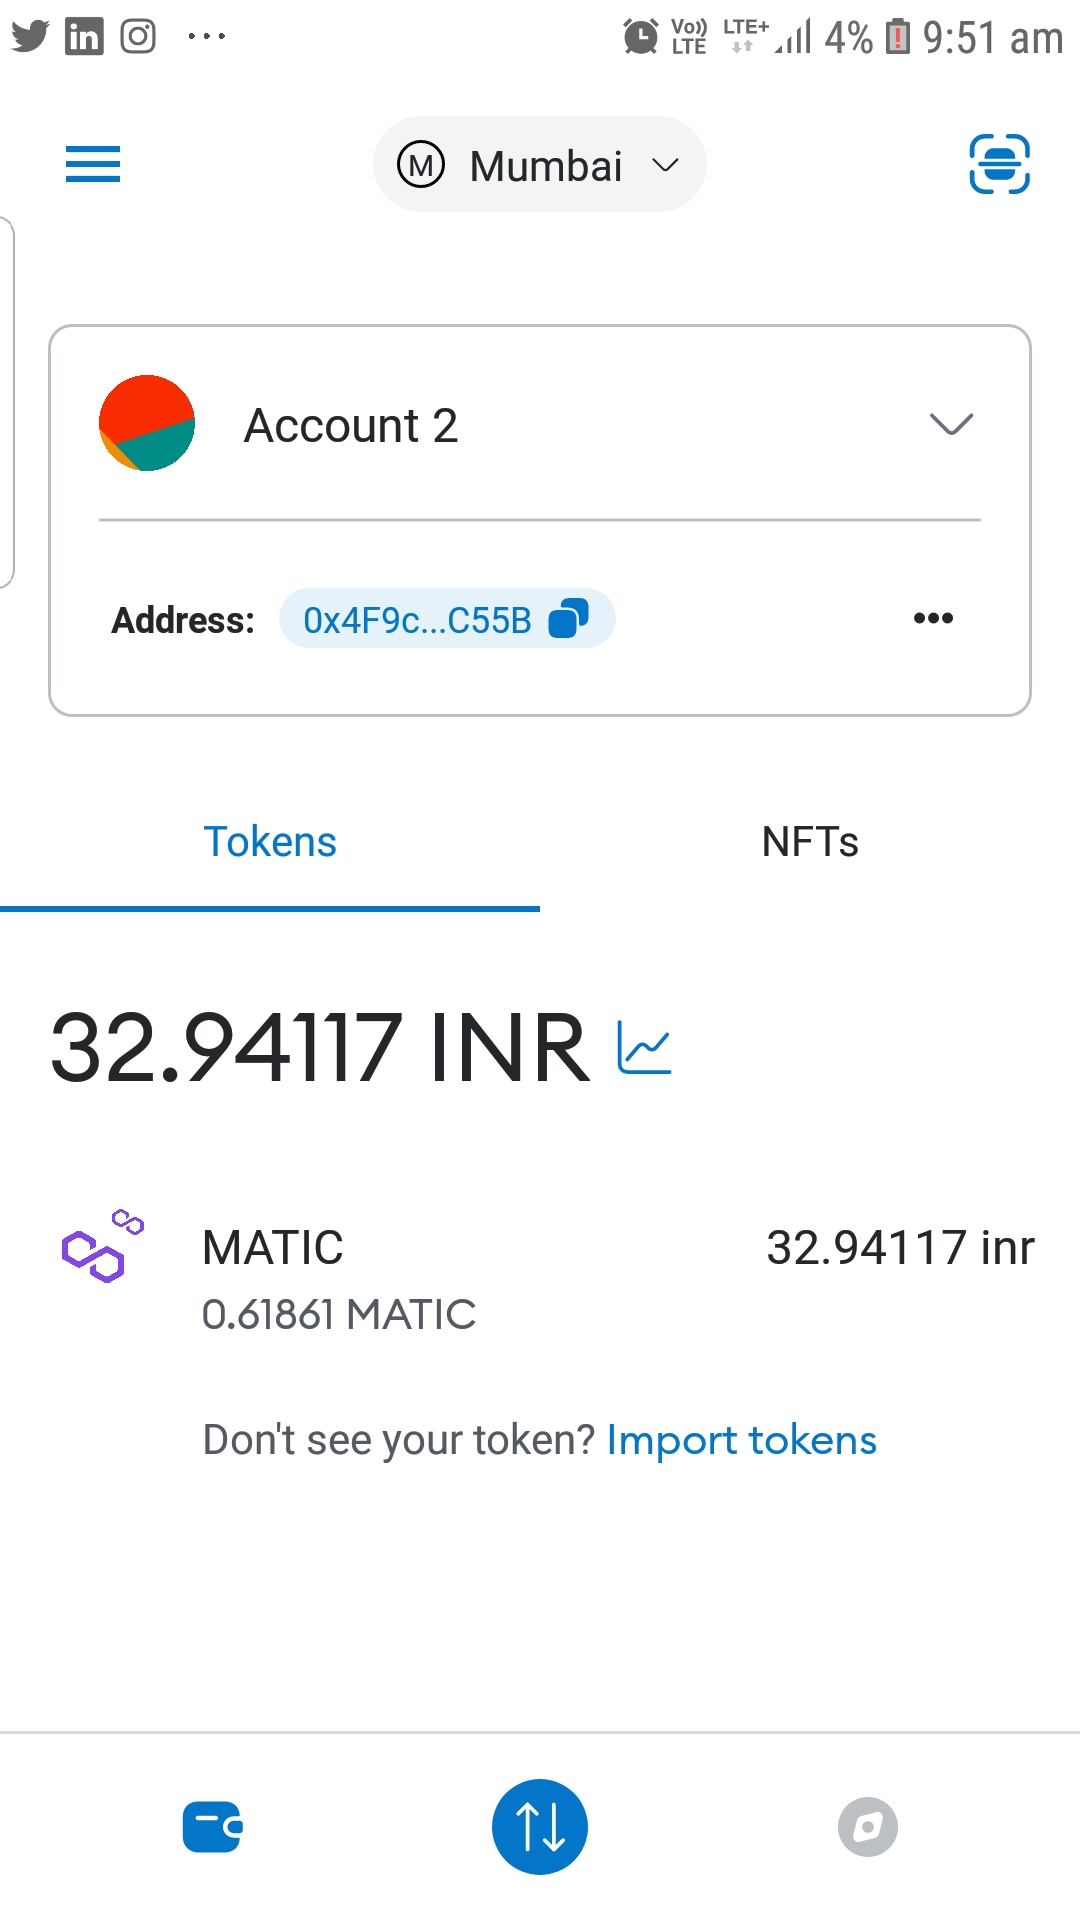 Vo)) LTE LTE+ 4% 9:51 am
M Mumbai
Account 2
Address: 0x4F9c...C55B
Tokens NFTs
32.94117 INR
MATIC 32.94117 inr
0.61861 MATIC
Don't see your token? Import tokens